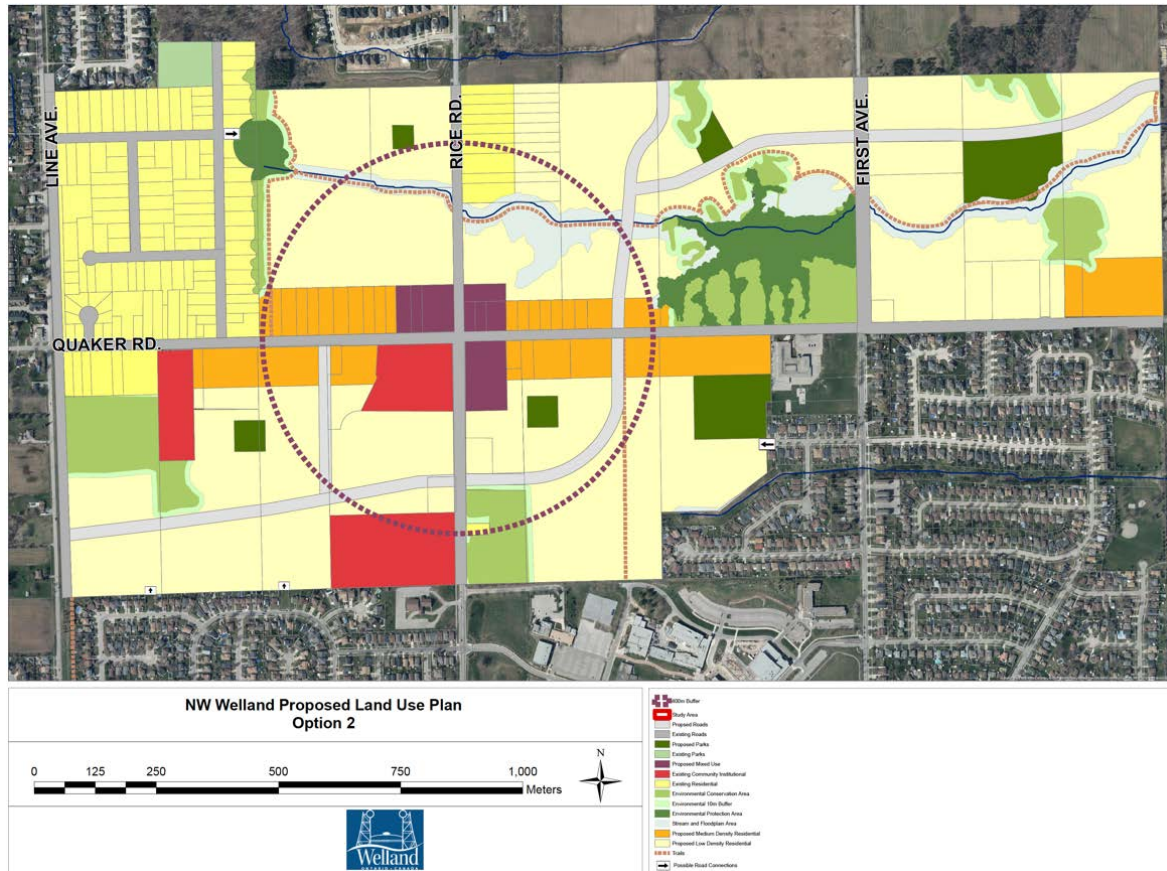 LINE AVE.
RICE RD.
FIRST AVE.
QUAKER RD.
NW Welland Proposed Land Use Plan
Option 2
0 125 250 500 750 1,000
Meters
N
Welland
ONTARIO • CANADA
400m Buffer
Study Area
Proposed Roads
Existing Roads
Proposed Parks
Existing Parks
Proposed Mixed Use
Existing Community Institutional
Existing Residential
Environmental Conservation Area
Environmental 10m Buffer
Environmental Protection Area
Stream and Floodplain Area
Proposed Medium Density Residential
Proposed Low Density Residential
Trails
Possible Road Connections